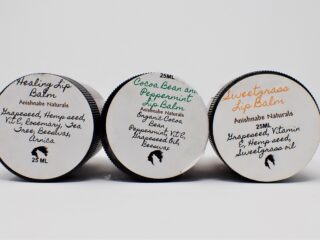 Healing Lip
Balm
Anishnabe Naturals
Grapeseed, Hemp seed,
Vit E, Rosemary, Tea
Tree, Beeswax,
Arnica
25 ML
25ML
Cocoa Bean and
Peppermint
Lip Balm
Anishnabe Naturals
Organic Cocoa
Bean,
Peppermint, Vit E,
Grapeseed Oil,
Beeswax
Sweetgrass
Lip Balm
Anishnabe Naturals
25ML
Grapeseed, Vitamin
E, Hemp seed,
Sweetgrass oil